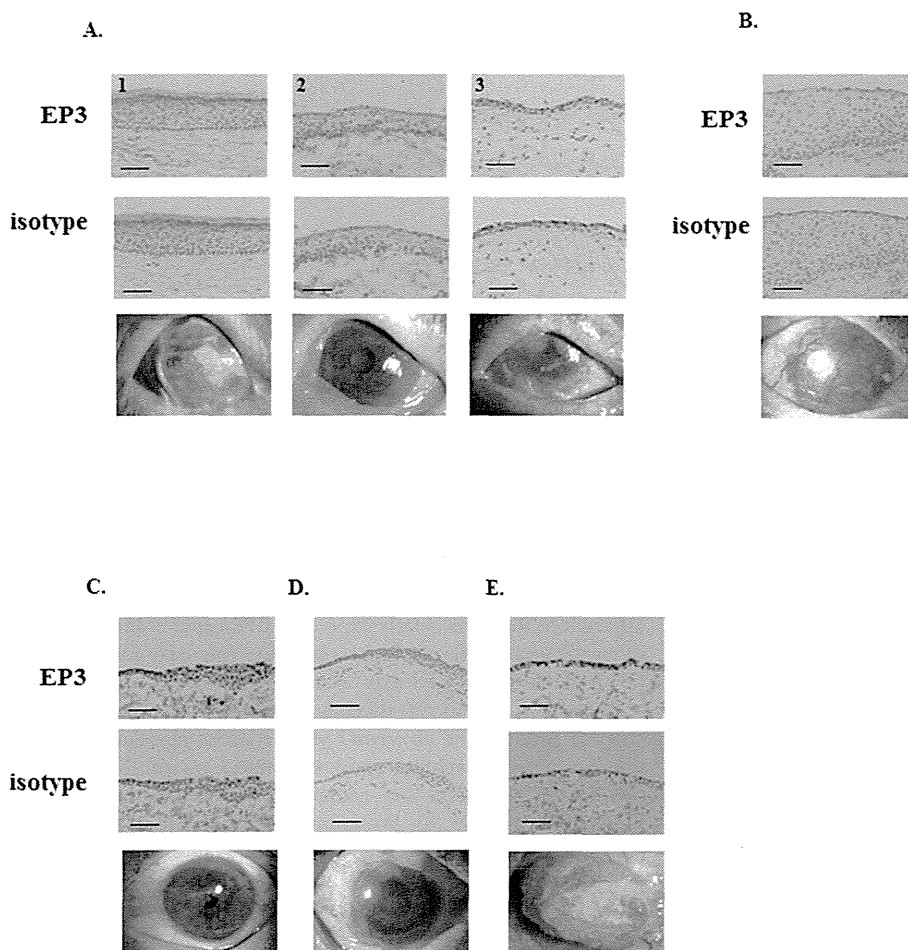 A.
B.
1
2
3
EP3
EP3
isotype
isotype
C.
D.
E.
EP3
isotype